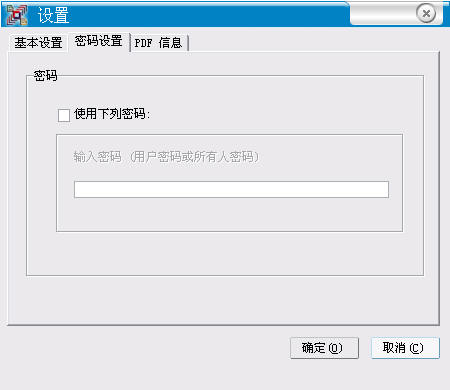 设置
基本设置 密码设置 PDF 信息
密码
使用下列密码:
输入密码 (用户密码或所有人密码)
确定(O) 取消(C)